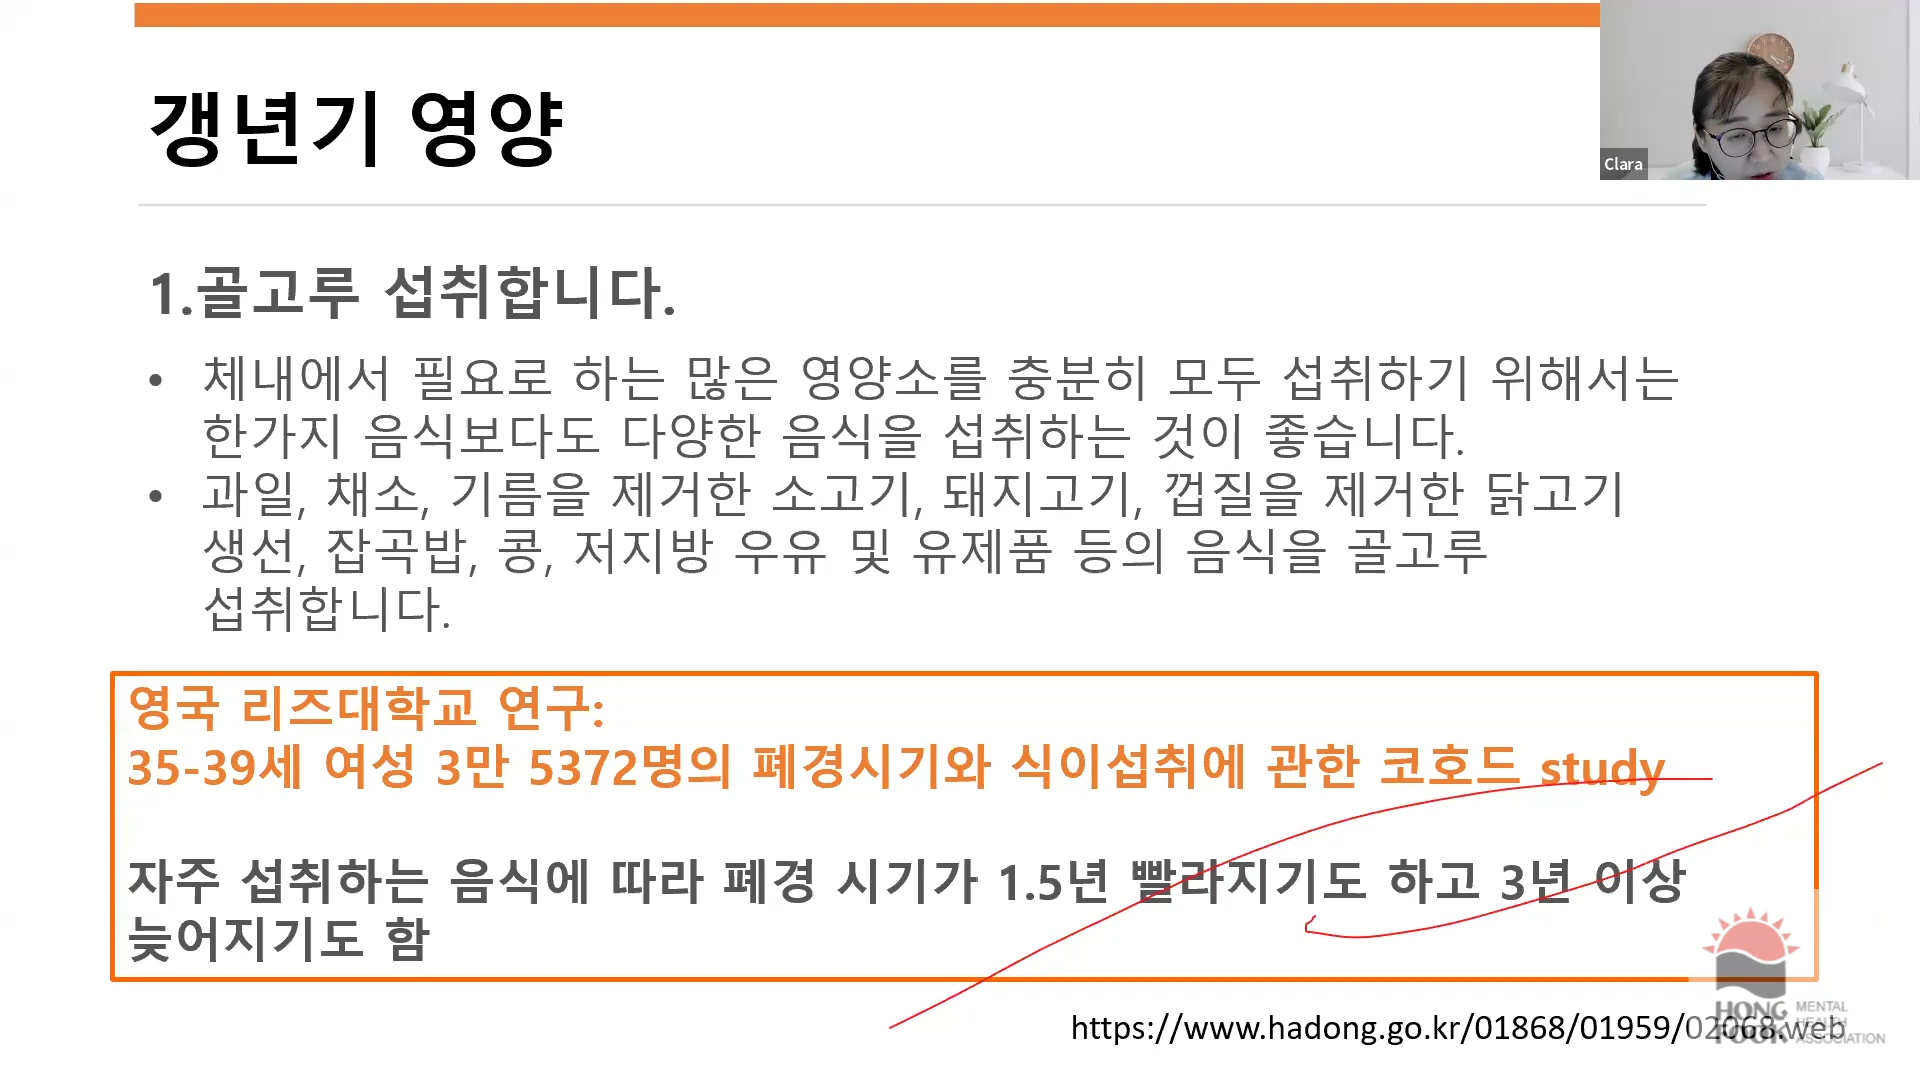 갱년기 영양
Clara
1.골고루 섭취합니다.
• 체내에서 필요로 하는 많은 영양소를 충분히 모두 섭취하기 위해서는
한가지 음식보다도 다양한 음식을 섭취하는 것이 좋습니다.
• 과일, 채소, 기름을 제거한 소고기, 돼지고기, 껍질을 제거한 닭고기
생선, 잡곡밥, 콩, 저지방 우유 및 유제품 등의 음식을 골고루
섭취합니다.
영국 리즈대학교 연구:
35-39세 여성 3만 5372명의 폐경시기와 식이섭취에 관한 코호드 study
자주 섭취하는 음식에 따라 폐경 시기가 1.5년 빨라지기도 하고 3년 이상
늦어지기도 함
https://www.hadong.go.kr/01868/01959/02068.web
HONG FOOK
MENTAL
HEALTH
ASSOCIATION